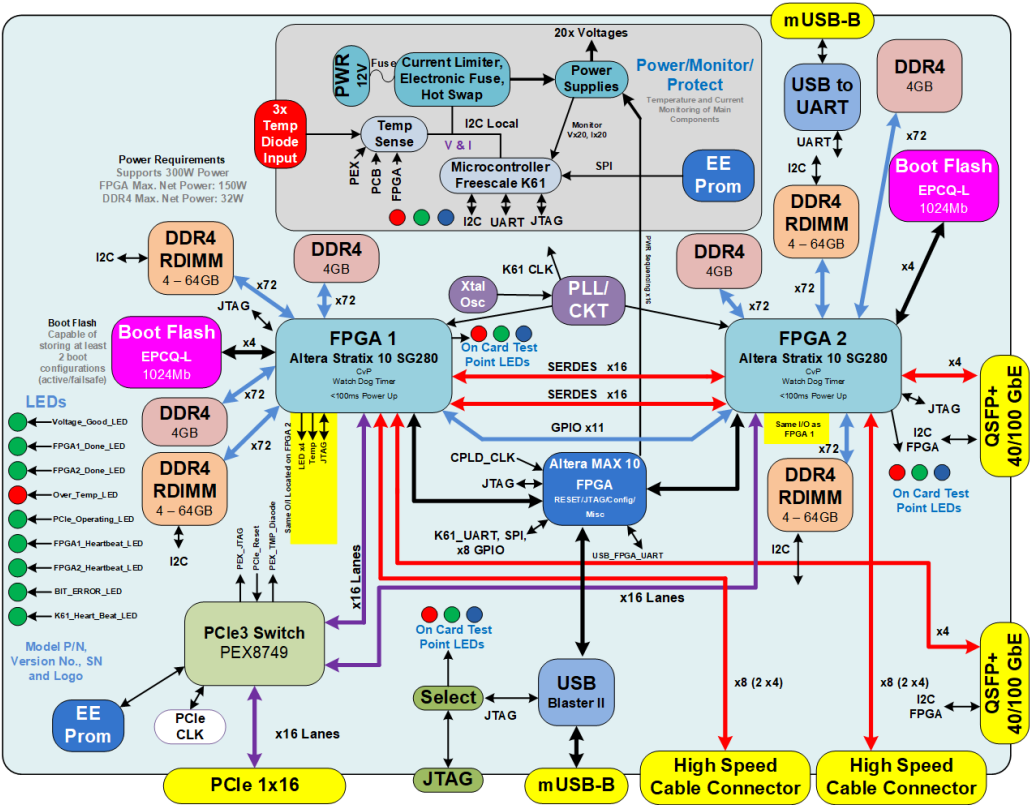 mUSB-B
20x Voltages
PWR
12V
Fuse
Current Limiter,
Electronic Fuse,
Hot Swap
Power
Supplies
Power/Monitor/
Protect
Temperature and Current
Monitoring of Main
Components
USB to
UART
DDR4
4GB
3x
Temp
Diode
Input
Temp
Sense
I2C Local
V & I
Monitor
Vx20, Ix20
UART
x72
PEX
PCB
FPGA
Microcontroller
Freescale K61
SPI
EE
Prom
I2C
Boot Flash
EPCQ-L
1024Mb
Power Requirements
Supports 300W Power
FPGA Max. Net Power: 150W
DDR4 Max. Net Power: 32W
I2C
UART
JTAG
DDR4
RDIMM
4 – 64GB
I2C
DDR4
RDIMM
4 – 64GB
DDR4
4GB
K61 CLK
PWR Sequencing x16
DDR4
4GB
x72
x4
x72
x72
Xtal
Osc
PLL/
CKT
x72
JTAG
Boot Flash
Capable of
storing at least
2 boot
configurations
(active/failsafe)
Boot Flash
EPCQ-L
1024Mb
x4
FPGA 1
Altera Stratix 10 SG280
CvP
Watch Dog Timer
<100ms Power Up
On Card Test
Point LEDs
SERDES x16
SERDES x16
GPIO x11
FPGA 2
Altera Stratix 10 SG280
CvP
Watch Dog Timer
<100ms Power Up
x4
QSFP+
40/100 GbE
JTAG
I2C
FPGA
On Card Test
Point LEDs
x72
LEDs
Voltage_Good_LED
FPGA1_Done_LED
FPGA2_Done_LED
Over_Temp_LED
PCIe_Operating_LED
FPGA1_Heartbeat_LED
FPGA2_Heartbeat_LED
BIT_ERROR_LED
K61_Heart_Beat_LED
DDR4
4GB
x72
DDR4
RDIMM
4 – 64GB
I2C
Same O/I Located on FPGA 2
LED x4
Temp
JTAG
Same I/O as
FPGA 1
x72
DDR4
RDIMM
4 – 64GB
I2C
CPLD_CLK
JTAG
Altera MAX 10
FPGA
RESET/JTAG/Config/
Misc
K61_UART, SPI,
x8 GPIO
USB_FPGA_UART
PEX_JTAG
PCIe_Reset
PEX_TMP_Diaode
x16 Lanes
x16 Lanes
PCIe3 Switch
PEX8749
On Card Test
Point LEDs
x4
Model P/N,
Version No., SN
and Logo
EE
Prom
PCIe
CLK
x16 Lanes
Select
JTAG
USB
Blaster II
x8 (2 x4)
x8 (2 x4)
I2C
FPGA
QSFP+
40/100 GbE
PCIe 1x16
JTAG
mUSB-B
High Speed
Cable Connector
High Speed
Cable Connector